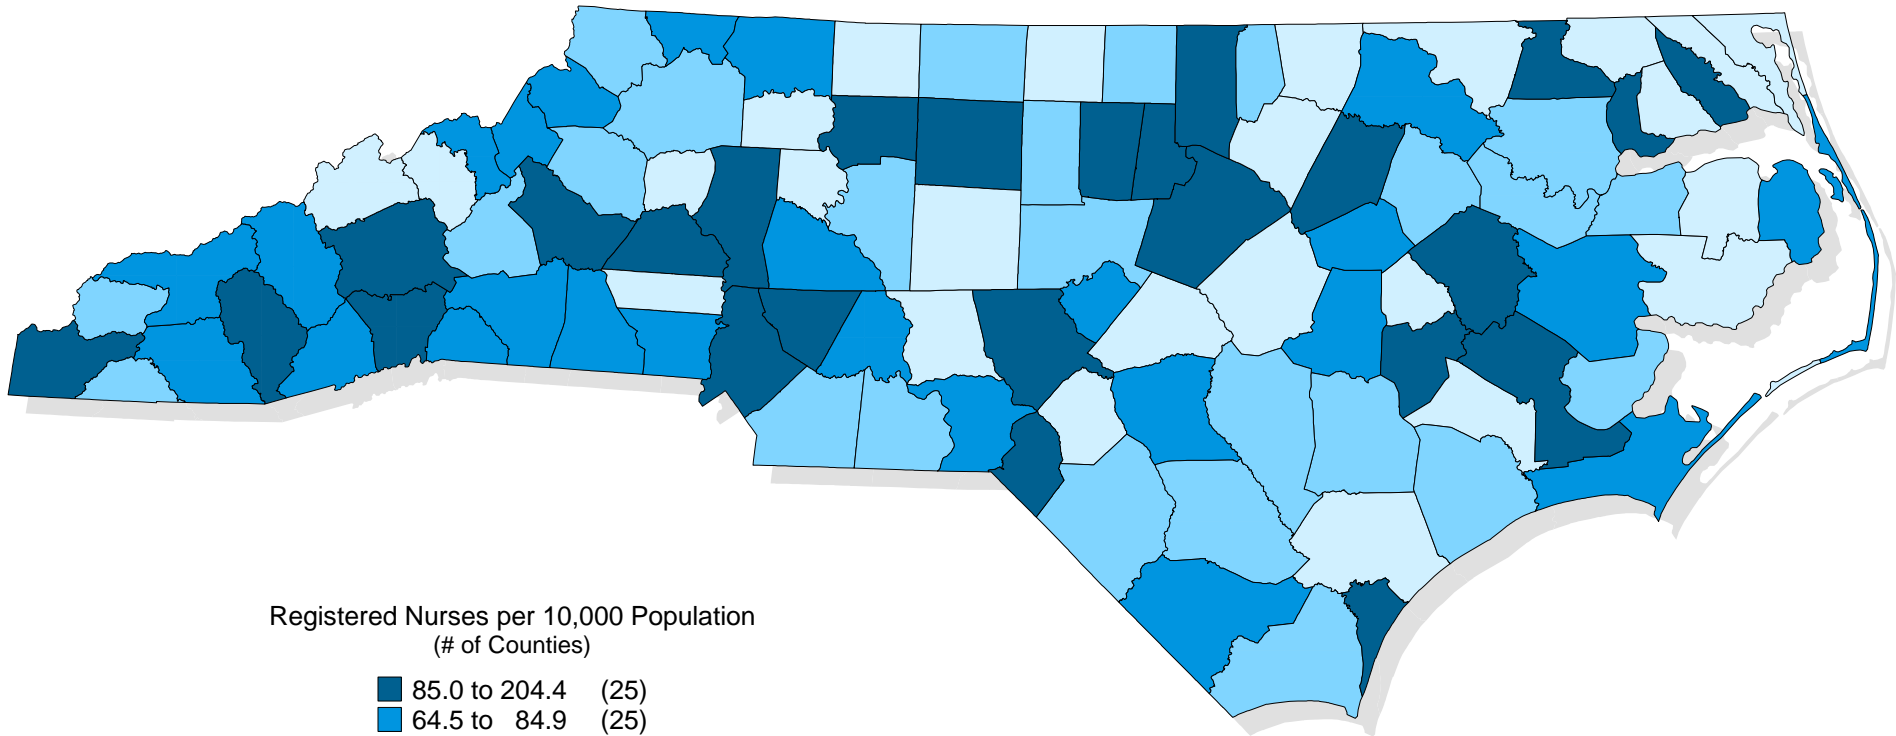 Registered Nurses per 10,000 Population
(# of Counties)
85.0 to 204.4 (25)
64.5 to 84.9 (25)